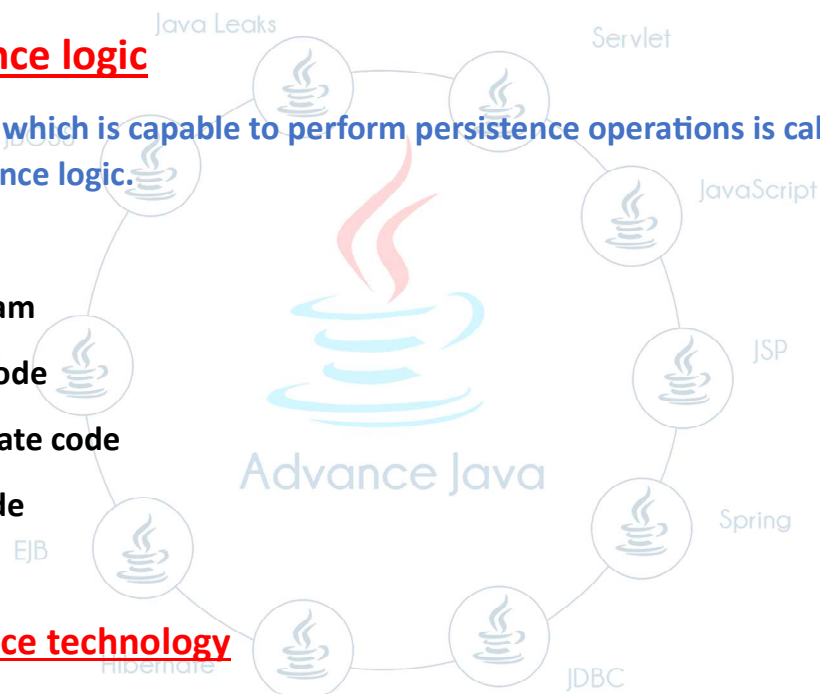 Java Leaks
Servlet
nce logic
which is capable to perform persistence operations is cal
JBOSS
nce logic.
JavaScript
am
JSP
ode
ate code
Advance Java
de
Spring
EJB
ce technology
Hibernate
JDBC